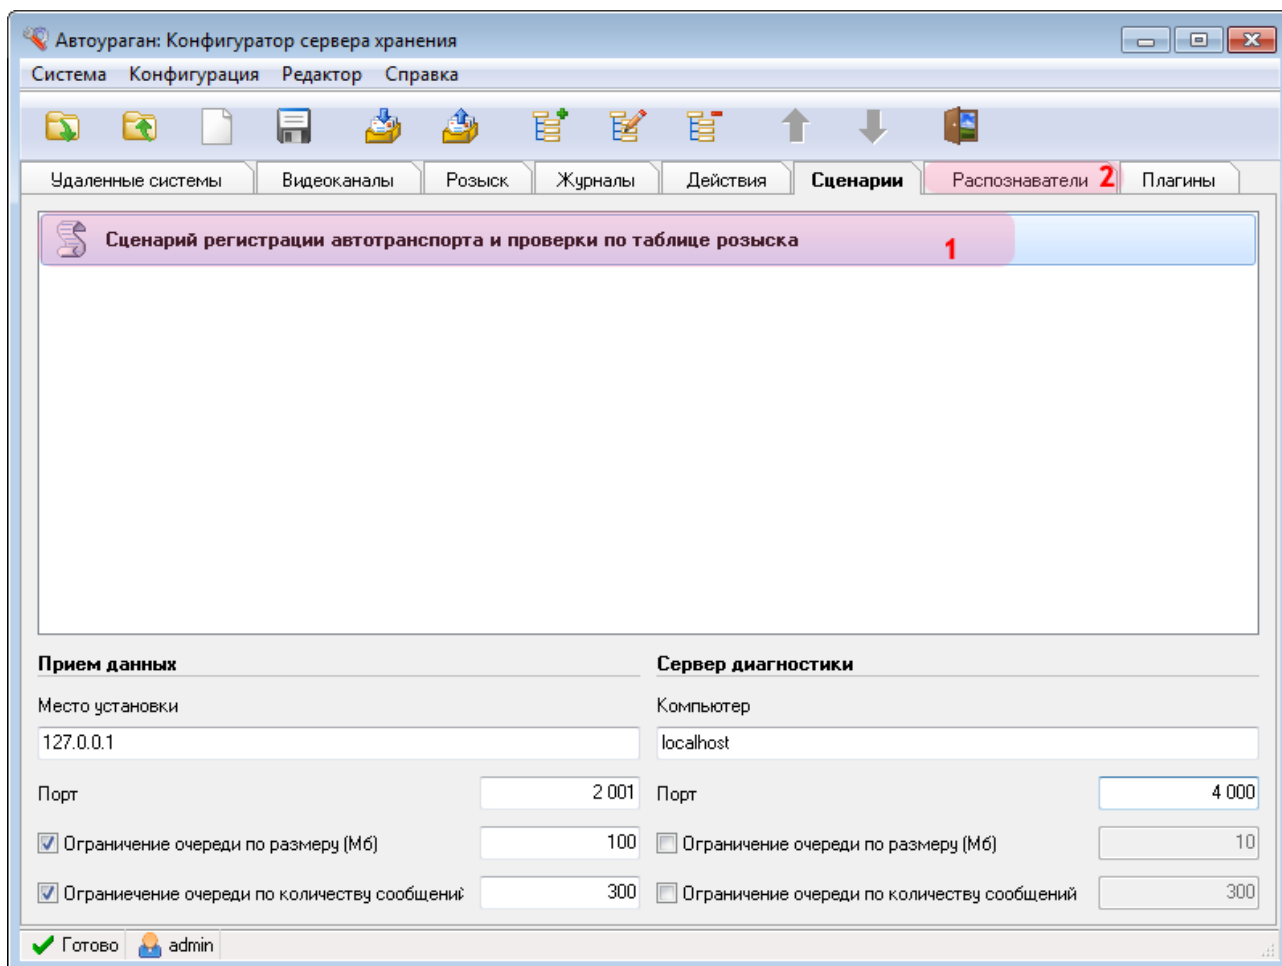 Автоураган: Конфигуратор сервера хранения
Система Конфигурация Редактор Справка
Удаленные системы Видеоканалы Розыск Журналы Действия Сценарии Распознаватели 2 Плагины
Сценарий регистрации автотранспорта и проверки по таблице розыска 1
Прием данных Сервер диагностики
Место установки Компьютер
127.0.0.1 localhost
Порт 2 001 Порт 4 000
Ограничение очереди по размеру (Мб) 100 Ограничение очереди по размеру (Мб) 10
Ограниечение очереди по количеству сообщений 300 Ограничение очереди по количеству сообщений 300
Готово admin